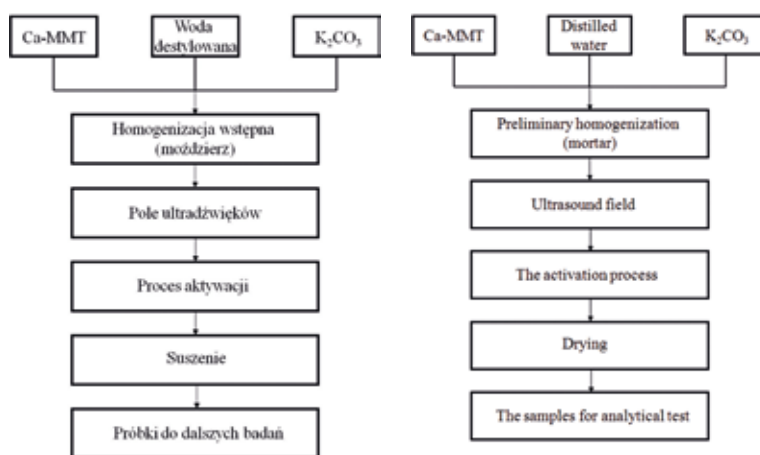 Ca-MMT
Woda
destylowana
K₂CO₃
Homogenizacja wstępna
(moździerz)
Pole ultradźwięków
Proces aktywacji
Suszenie
Próbki do dalszych badań
Ca-MMT
Distilled
water
K₂CO₃
Preliminary homogenization
(mortar)
Ultrasound field
The activation process
Drying
The samples for analytical test